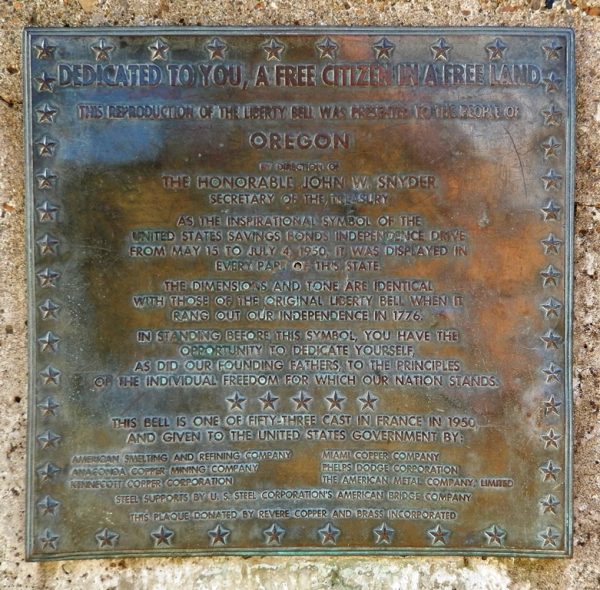 DEDICATED TO YOU, A FREE CITIZEN IN A FREE LAND
THIS REPRODUCTION OF THE LIBERTY BELL WAS PRESENTED TO THE PEOPLE OF
OREGON
BY DIRECTION OF
THE HONORABLE JOHN W. SNYDER
SECRETARY OF THE TREASURY
AS THE INSPIRATIONAL SYMBOL OF THE
UNITED STATES SAVINGS BONDS INDEPENDENCE DRIVE
FROM MAY 15 TO JULY 4, 1950, IT WAS DISPLAYED IN
EVERY PART OF THIS STATE.
THE DIMENSIONS AND TONE ARE IDENTICAL
WITH THOSE OF THE ORIGINAL LIBERTY BELL WHEN IT
RANG OUT OUR INDEPENDENCE IN 1776.
IN STANDING BEFORE THIS SYMBOL, YOU HAVE THE
OPPORTUNITY TO DEDICATE YOURSELF,
AS DID OUR FOUNDING FATHERS, TO THE PRINCIPLES
OF THE INDIVIDUAL FREEDOM FOR WHICH OUR NATION STANDS.
THIS BELL IS ONE OF FIFTY-THREE CAST IN FRANCE IN 1950
AND GIVEN TO THE UNITED STATES GOVERNMENT BY:
AMERICAN SMELTING AND REFINING COMPANY
ANACONDA COPPER MINING COMPANY
KENNECOTT COPPER CORPORATION
MIAMI COPPER COMPANY
PHELPS DODGE CORPORATION
THE AMERICAN METAL COMPANY, LIMITED
STEEL SUPPORTS BY U. S. STEEL CORPORATION'S AMERICAN BRIDGE COMPANY
THIS PLAQUE DONATED BY REVERE COPPER AND BRASS INCORPORATED